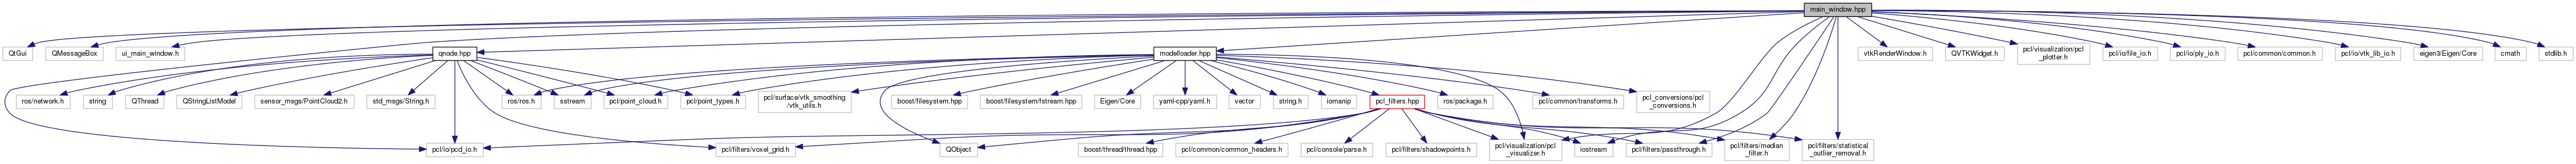 main_window.hpp
QtGui
QMessageBox
ui_main_window.h
qnode.hpp
modelloader.hpp
vtkRenderWindow.h
QVTKWidget.h
pcl/visualization/pcl
_plotter.h
pcl/io/file_io.h
pcl/io/ply_io.h
pcl/common/common.h
pcl/io/vtk_lib_io.h
eigen3/Eigen/Core
cmath
stdlib.h
ros/network.h
string
QThread
QStringListModel
sensor_msgs/PointCloud2.h
std_msgs/String.h
ros/ros.h
sstream
pcl/point_cloud.h
pcl/point_types.h
pcl/surface/vtk_smoothing
/vtk_utils.h
boost/filesystem.hpp
boost/filesystem/fstream.hpp
Eigen/Core
yaml-cpp/yaml.h
vector
string.h
iomanip
pcl_filters.hpp
ros/package.h
pcl/common/transforms.h
pcl_conversions/pcl
_conversions.h
pcl/io/pcd_io.h
pcl/filters/voxel_grid.h
QObject
boost/thread/thread.hpp
pcl/common/common_headers.h
pcl/console/parse.h
pcl/filters/shadowpoints.h
pcl/visualization/pcl
_visualizer.h
iostream
pcl/filters/passthrough.h
pcl/filters/median
_filter.h
pcl/filters/statistical
_outlier_removal.h